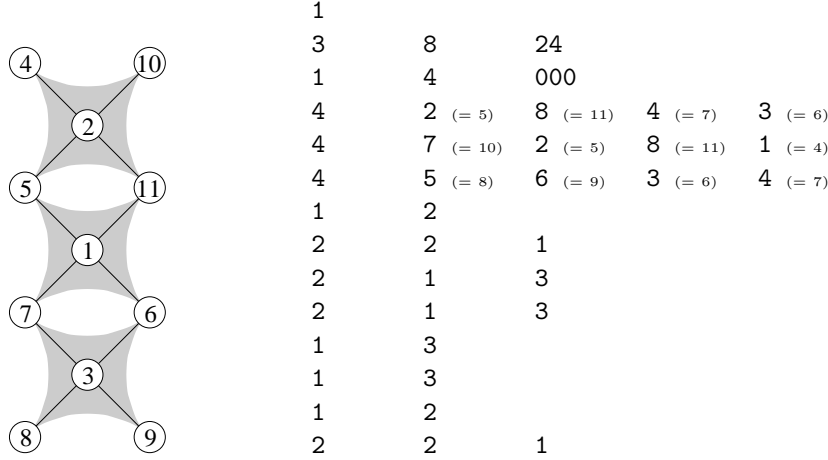 4 10
2
5 11
1
7 6
3
8 9
1
3 8 24
1 4 000
4 2 (= 5) 8 (= 11) 4 (= 7) 3 (= 6)
4 7 (= 10) 2 (= 5) 8 (= 11) 1 (= 4)
4 5 (= 8) 6 (= 9) 3 (= 6) 4 (= 7)
1 2
2 2 1
2 1 3
2 1 3
1 3
1 3
1 2
2 2 1